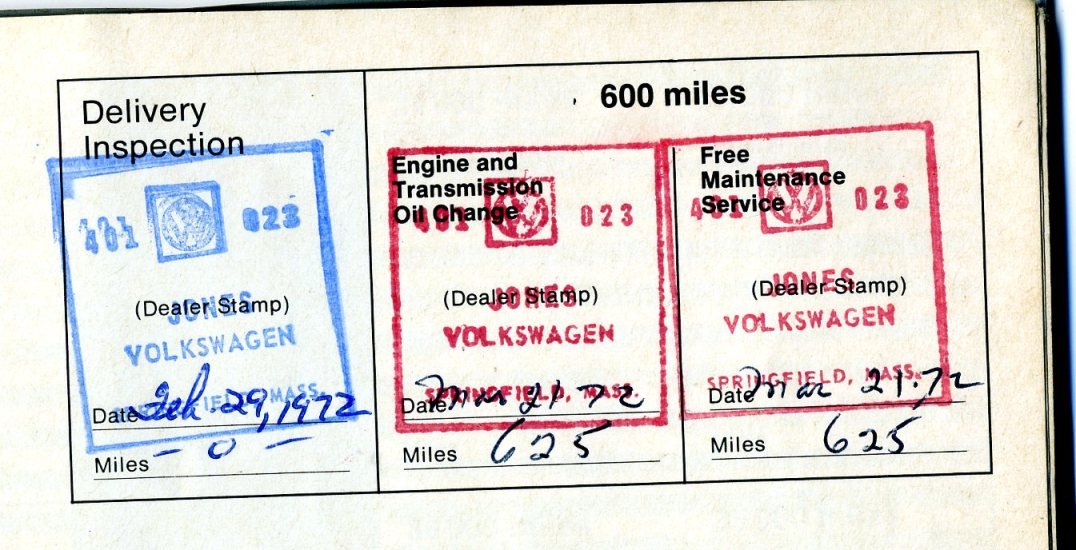 Delivery
Inspection
401 023
(Dealer Stamp)
JONES
VOLKSWAGEN
SPRINGFIELD, MASS.
Date Feb. 29, 1972
Miles - 0 -
600 miles
Engine and
Transmission
Oil Change
401 023
(Dealer Stamp)
JONES
VOLKSWAGEN
SPRINGFIELD, MASS.
Date Mar 21 72
Miles 625
Free
Maintenance
Service
401 023
(Dealer Stamp)
JONES
VOLKSWAGEN
SPRINGFIELD, MASS.
Date Mar 21.72
Miles 625